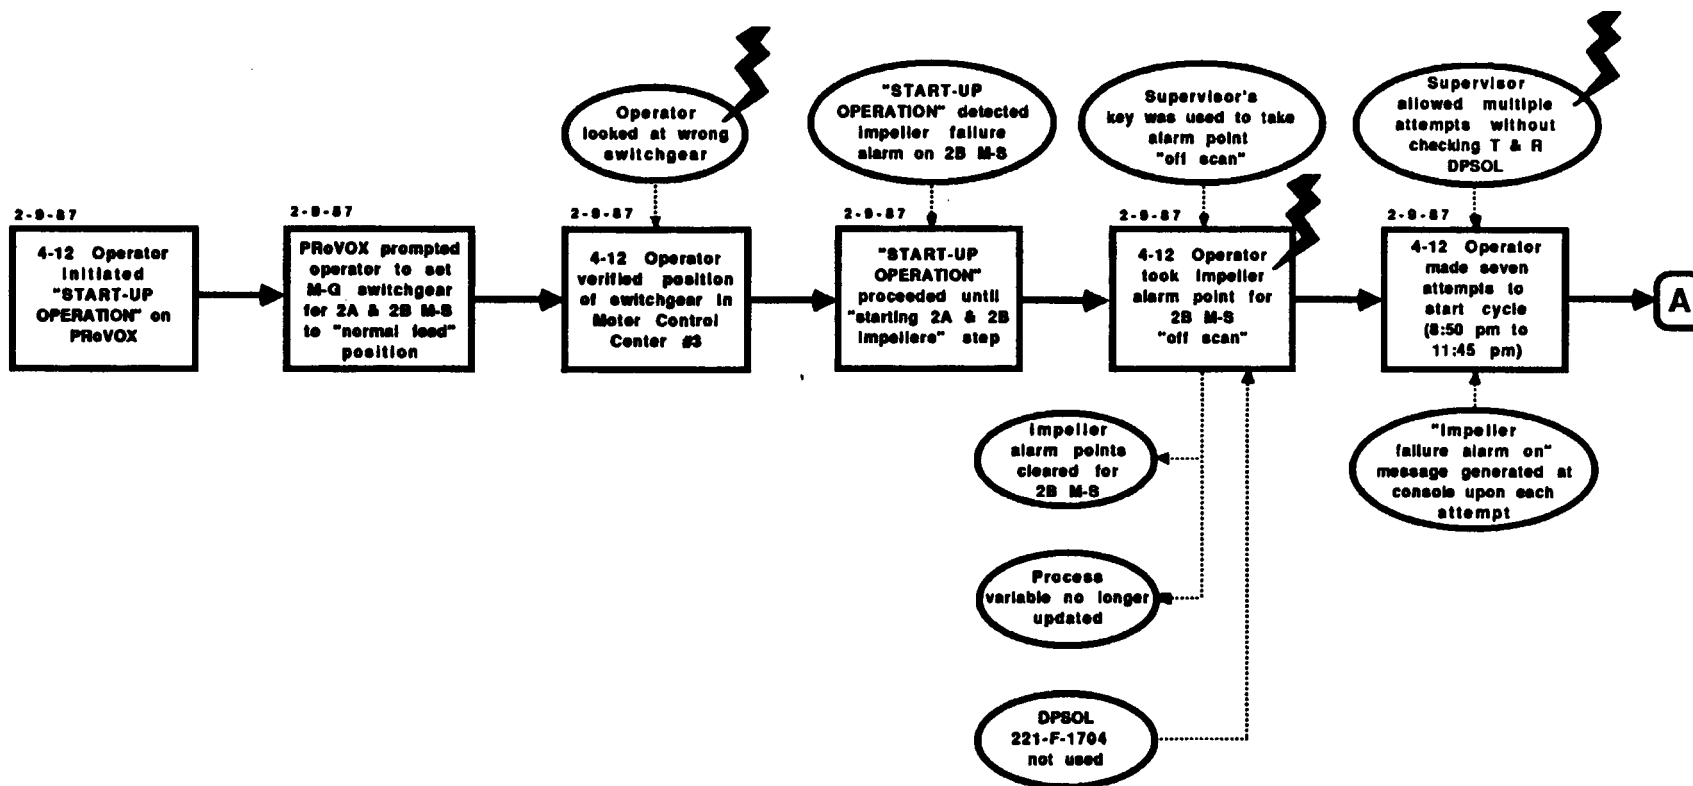 Operator
looked at wrong
switchgear
"START-UP
OPERATION" detected
impeller failure
alarm on 2B M-S
Supervisor's
key was used to take
alarm point
"off scan"
Supervisor
allowed multiple
attempts without
checking T & R
DPSOL
2-9-87
4-12 Operator
initiated
"START-UP
OPERATION" on
PRoVOX
2-9-87
PRoVOX prompted
operator to set
M-G switchgear
for 2A & 2B M-S
to "normal feed"
position
2-9-87
4-12 Operator
verified position
of switchgear in
Motor Control
Center #3
2-9-87
"START-UP
OPERATION"
proceeded until
"starting 2A & 2B
impellers" step
2-9-87
4-12 Operator
took impeller
alarm point for
2B M-S
"off scan"
2-9-87
4-12 Operator
made seven
attempts to
start cycle
(8:50 pm to
11:45 pm)
A
Impeller
alarm points
cleared for
2B M-S
"Impeller
failure alarm on"
message generated at
console upon each
attempt
Process
variable no longer
updated
DPSOL
221-F-1704
not used